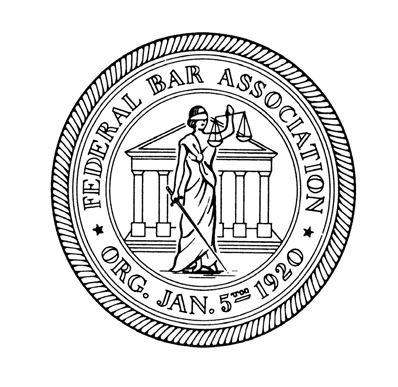 FEDERAL BAR ASSOCIATION
ORG. JAN. 5TH 1920